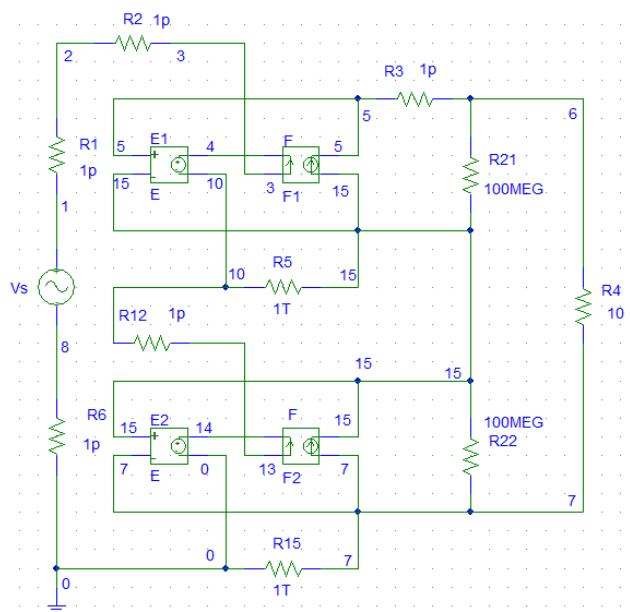 R2 1p
2 3
R3 1p
5 6
R1
1p
5 E1 4 F 5
15 10 3 15
E F1
R21
100MEG
1
10 R5 15
1T
Vs
R12 1p
R4
10
8
15 15
R6
1p
15 E2 14 F 15
7 0 13 7
E F2
100MEG
R22
7
0 R15 7
1T
0